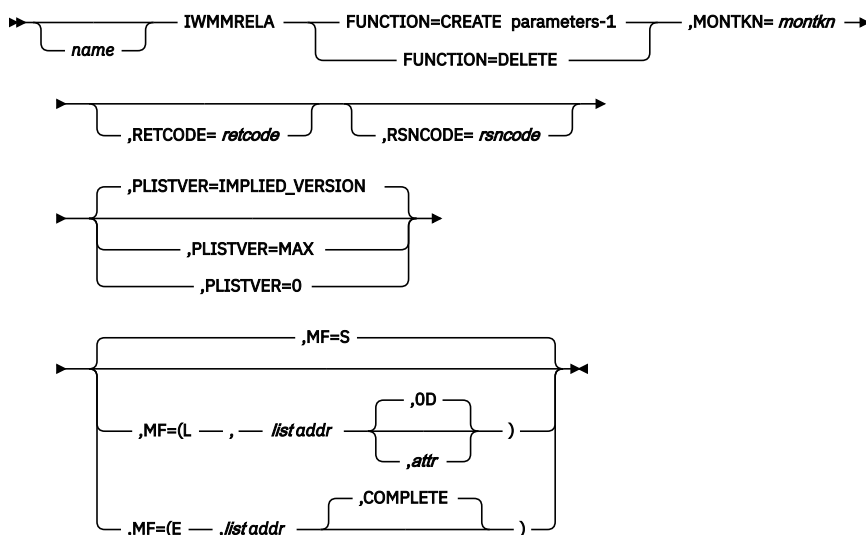 IWMMRELA FUNCTION=CREATE parameters-1 ,MONTKN= montkn
name FUNCTION=DELETE
,RETCODE= retcode ,RSNCODE= rsncode
,PLISTVER=IMPLIED_VERSION
,PLISTVER=MAX
,PLISTVER=0
,MF=S
,0D
,MF=(L , list addr )
,attr
,COMPLETE
,MF=(E ,list addr )